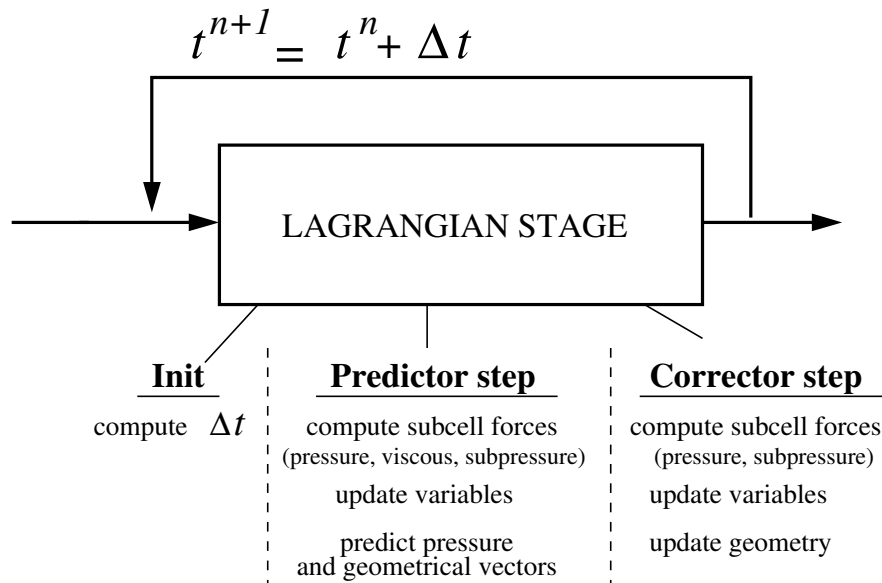 t^{n+1} = t^n + Δt
LAGRANGIAN STAGE
Init
compute Δt
Predictor step
compute subcell forces
(pressure, viscous, subpressure)
update variables
predict pressure
and geometrical vectors
Corrector step
compute subcell forces
(pressure, subpressure)
update variables
update geometry